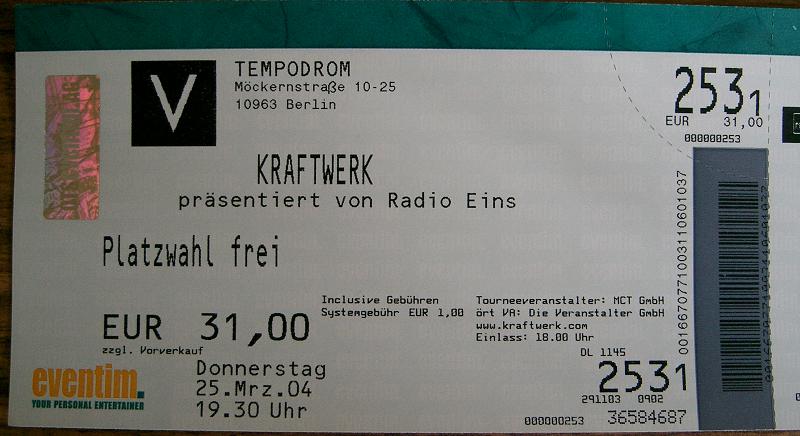 V
TEMPODROM
Möckernstraße 10-25
10963 Berlin
2531
EUR 31,00
000000253
KRAFTWERK
präsentiert von Radio Eins
Platzwahl frei
EUR 31,00
zzgl. Vorverkauf
Inclusive Gebühren
Systemgebühr EUR 1,00
Tourneeveranstalter: MCT GmbH
ört VA: Die Veranstalter GmbH
www.kraftwerk.com
Einlass: 18.00 Uhr
DL 1145
2531
291103 0902
000000253 36584687
Donnerstag
25.Mrz.04
19.30 Uhr
eventim.
YOUR PERSONAL ENTERTAINER
001667077100311060103​7